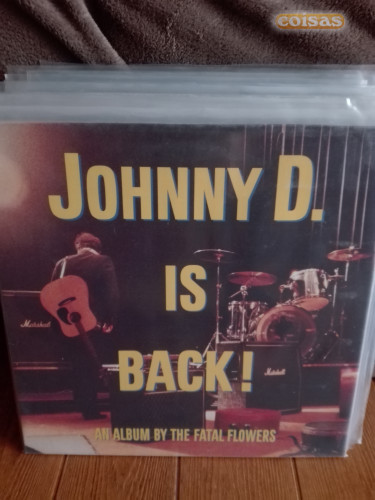 coisas
JOHNNY D.
IS
BACK!
AN ALBUM BY THE FATAL FLOWERS
Marshall
Marshall